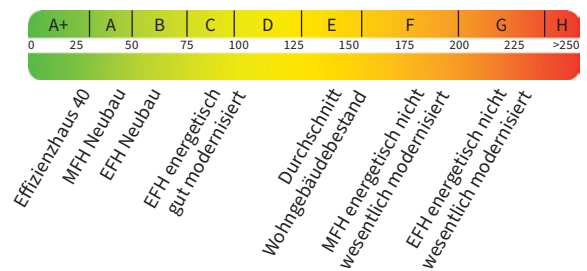 A+ A B C D E F G H
0 25 50 75 100 125 150 175 200 225 >250
Effizienzhaus 40
MFH Neubau
EFH Neubau
EFH energetisch
gut modernisiert
Durchschnitt
Wohngebäudebestand
MFH energetisch nicht
wesentlich modernisiert
EFH energetisch nicht
wesentlich modernisiert